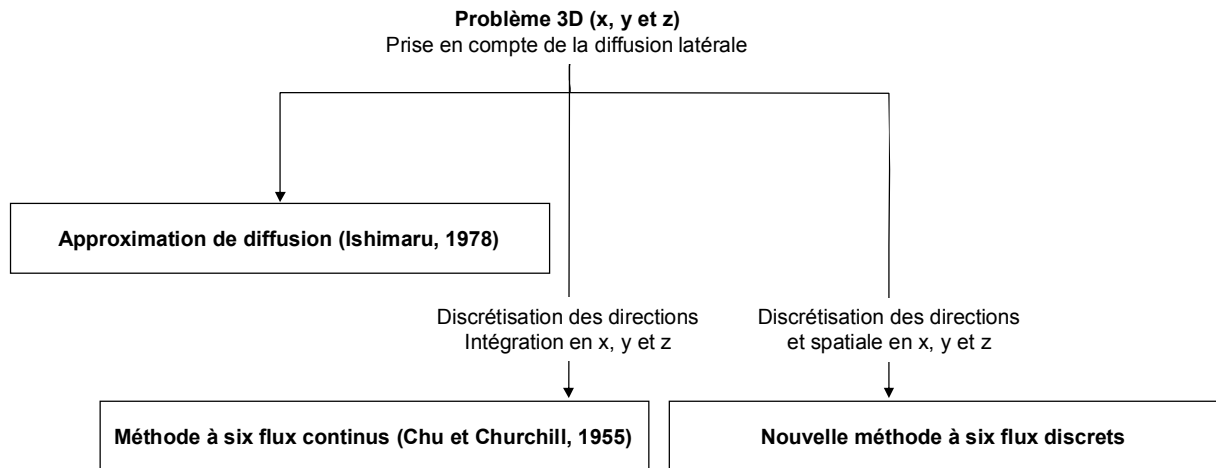 Problème 3D (x, y et z)
Prise en compte de la diffusion latérale
Approximation de diffusion (Ishimaru, 1978)
Discrétisation des directions
Intégration en x, y et z
Discrétisation des directions
et spatiale en x, y et z
Méthode à six flux continus (Chu et Churchill, 1955)
Nouvelle méthode à six flux discrets